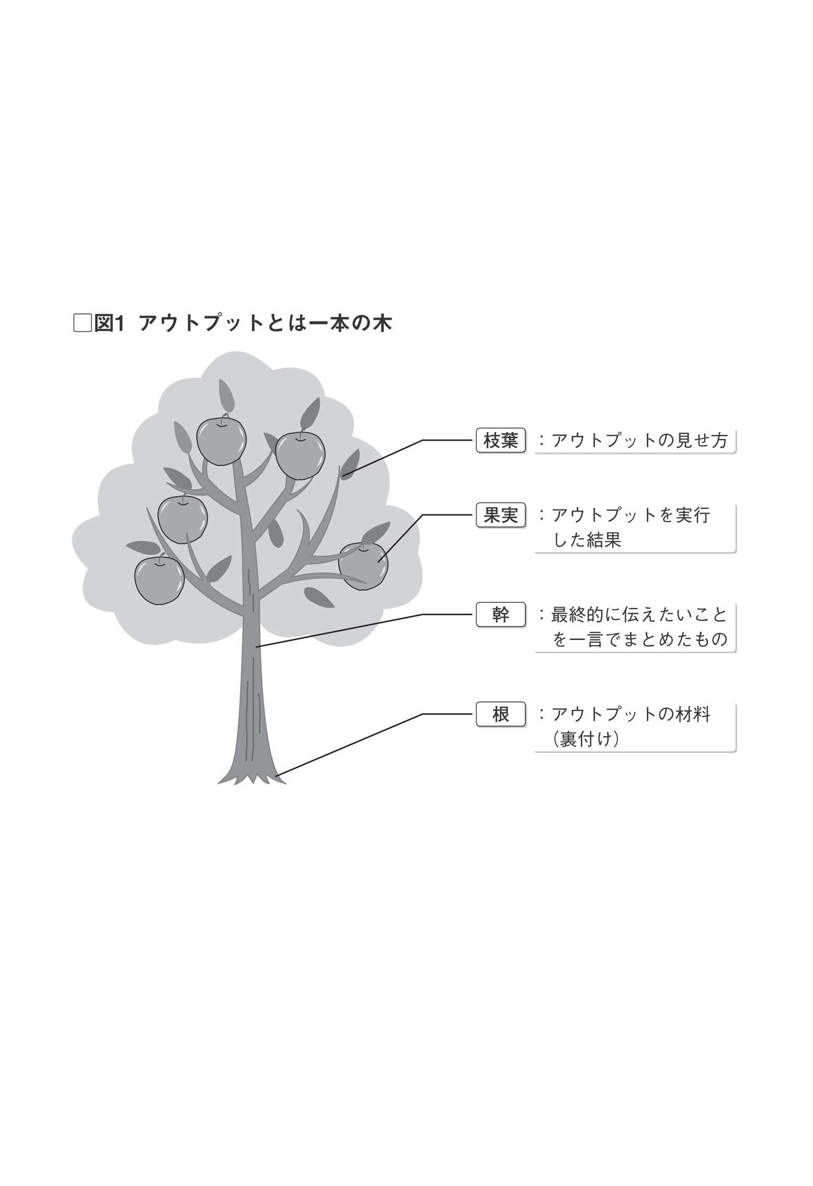 □図1 アウトプットとは一本の木
枝葉：アウトプットの見せ方
果実：アウトプットを実行
した結果
幹：最終的に伝えたいこと
を一言でまとめたもの
根：アウトプットの材料
（裏付け）